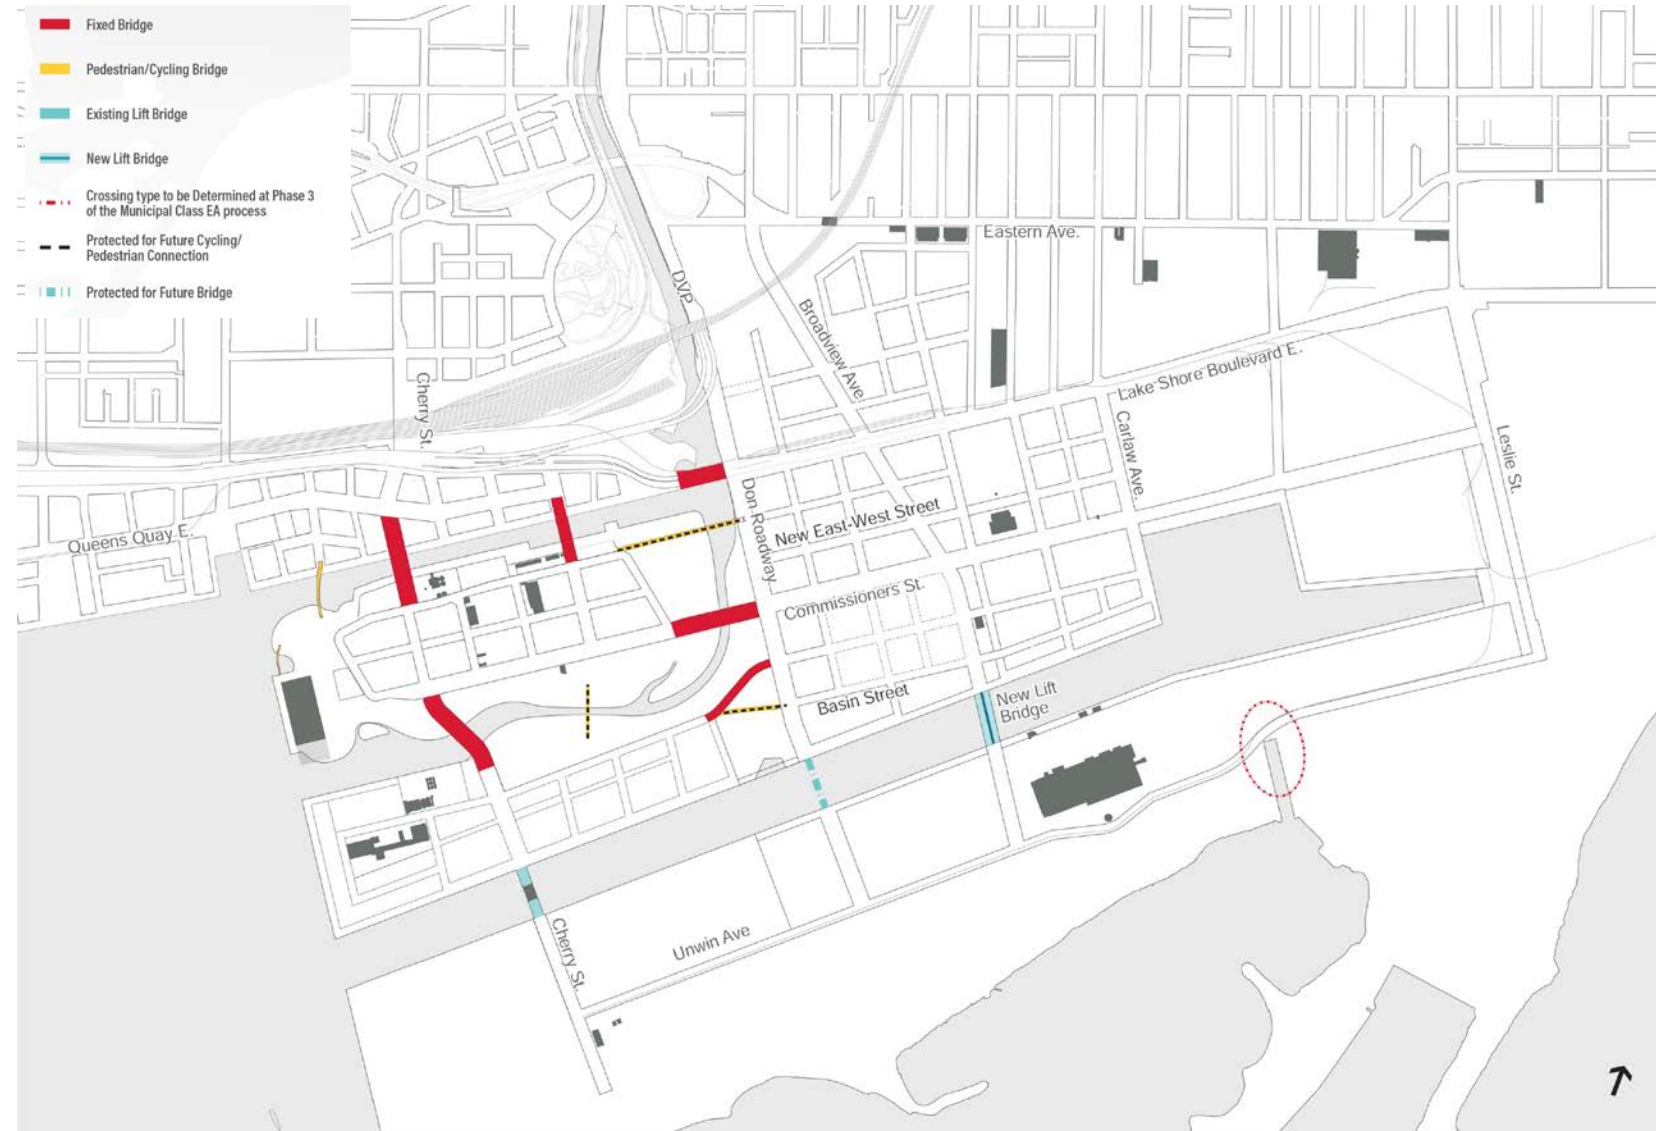 Fixed Bridge
Pedestrian/Cycling Bridge
Existing Lift Bridge
New Lift Bridge
Crossing type to be Determined at Phase 3
of the Municipal Class EA process
Protected for Future Cycling/
Pedestrian Connection
Protected for Future Bridge
Eastern Ave.
DVP
Broadview Ave
Lake Shore Boulevard E.
Cherry St.
Carlaw Ave.
Leslie St.
Queens Quay E.
Don Roadway
New East-West Street
Commissioners St.
Basin Street
New Lift
Bridge
Unwin Ave
Cherry St.